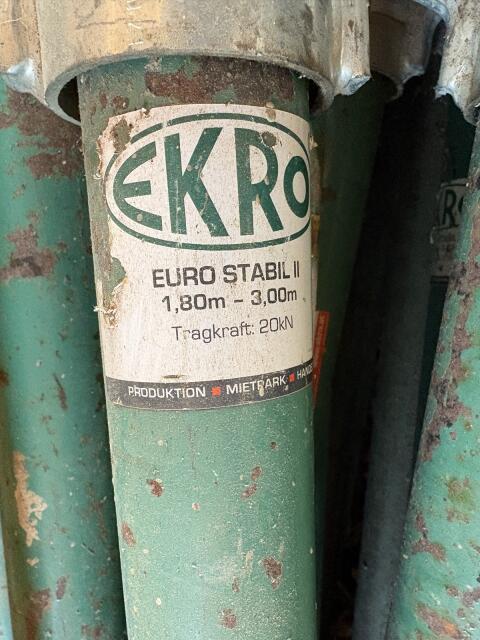 EKRO
EURO STABIL II
1,80m - 3,00m
Tragkraft: 20kN
PRODUKTION ▪ MIETPARK ▪